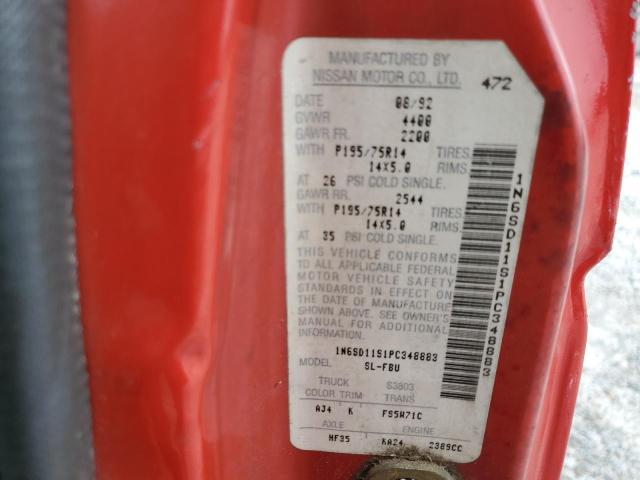 MANUFACTURED BY
NISSAN MOTOR CO., LTD. 472
DATE 08/92
GVWR 4400
GAWR FR. 2200
WITH P195/75R14 TIRES,
14X5.0 RIMS,
AT 26 PSI COLD SINGLE.
GAWR RR. 2544
WITH P195/75R14 TIRES,
14X5.0 RIMS,
AT 35 PSI COLD SINGLE.
THIS VEHICLE CONFORMS
TO ALL APPLICABLE FEDERAL
MOTOR VEHICLE SAFETY
STANDARDS IN EFFECT ON
THE DATE OF MANUFACTURE
SHOWN ABOVE. SEE OWNER'S
MANUAL FOR ADDITIONAL
INFORMATION.
1N6SD11S1PC348883
MODEL SL-FBU
TRUCK S3803
COLOR TRIM TRANS
AJ4 K FS5W71C
AXLE ENGINE
HF35 KA24 2389CC
1N6SD11S1PC348883